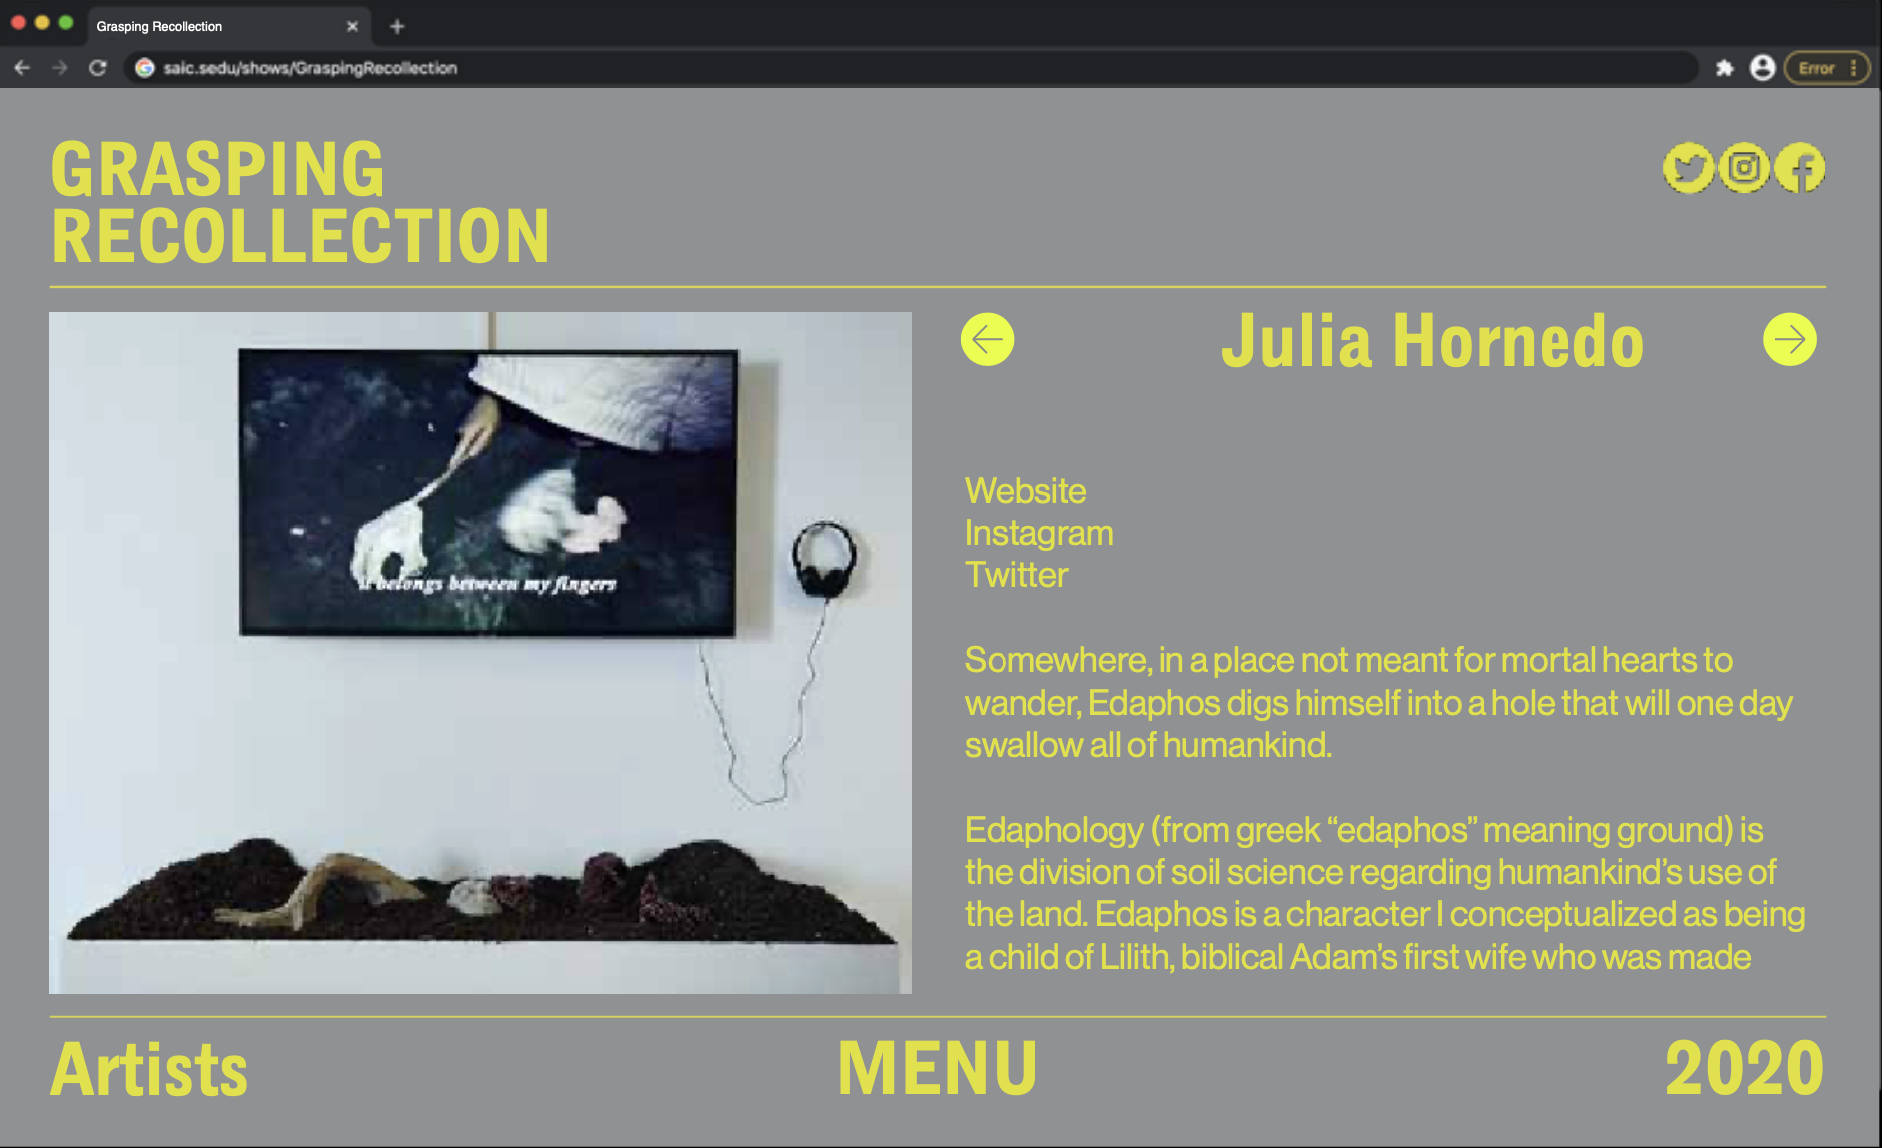 Grasping Recollection
saic.sedu/shows/GraspingRecollection
Error
GRASPING
RECOLLECTION
Julia Hornedo
it belongs between my fingers
Website
Instagram
Twitter
Somewhere, in a place not meant for mortal hearts to
wander, Edaphos digs himself into a hole that will one day
swallow all of humankind.
Edaphology (from greek “edaphos” meaning ground) is
the division of soil science regarding humankind’s use of
the land. Edaphos is a character I conceptualized as being
a child of Lilith, biblical Adam’s first wife who was made
Artists
MENU
2020